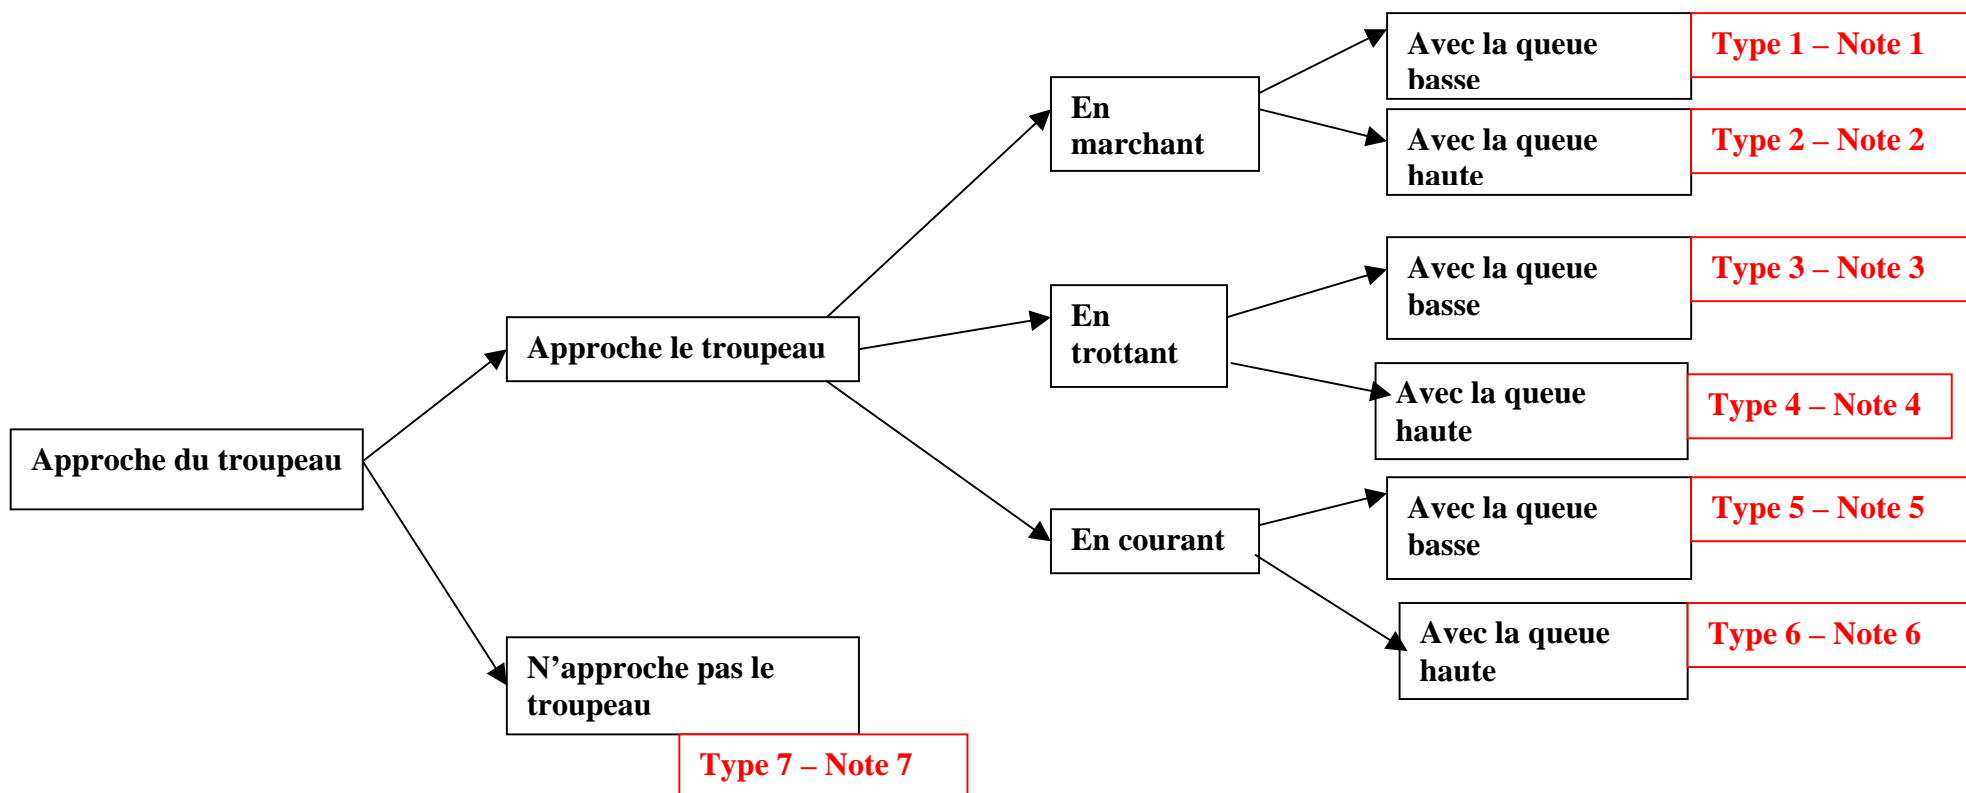 Avec la queue
basse
Type 1 – Note 1
En
marchant
Avec la queue
haute
Type 2 – Note 2
Avec la queue
basse
Type 3 – Note 3
En
trottant
Approche le troupeau
Avec la queue
haute
Type 4 – Note 4
Approche du troupeau
Avec la queue
basse
Type 5 – Note 5
En courant
Avec la queue
haute
Type 6 – Note 6
N’approche pas le
troupeau
Type 7 – Note 7